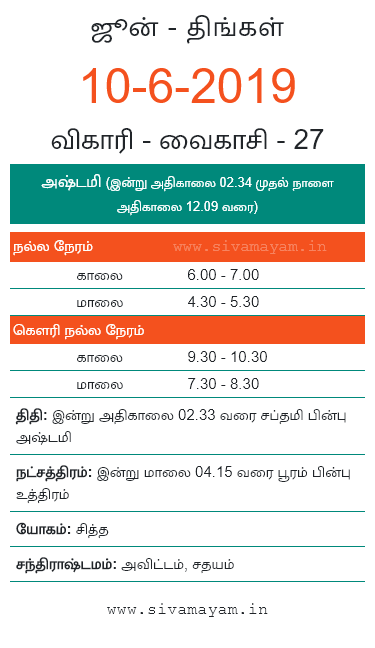 ஜூன் - திங்கள்
10-6-2019
விகாரி - வைகாசி - 27
அஷ்டமி (இன்று அதிகாலை 02.34 முதல் நாளை
அதிகாலை 12.09 வரை)
நல்ல நேரம் www.sivamayam.in
காலை 6.00 - 7.00
மாலை 4.30 - 5.30
கௌரி நல்ல நேரம்
காலை 9.30 - 10.30
மாலை 7.30 - 8.30
திதி: இன்று அதிகாலை 02.33 வரை சப்தமி பின்பு
அஷ்டமி
நட்சத்திரம்: இன்று மாலை 04.15 வரை பூரம் பின்பு
உத்திரம்
யோகம்: சித்த
சந்திராஷ்டமம்: அவிட்டம், சதயம்
www.sivamayam.in